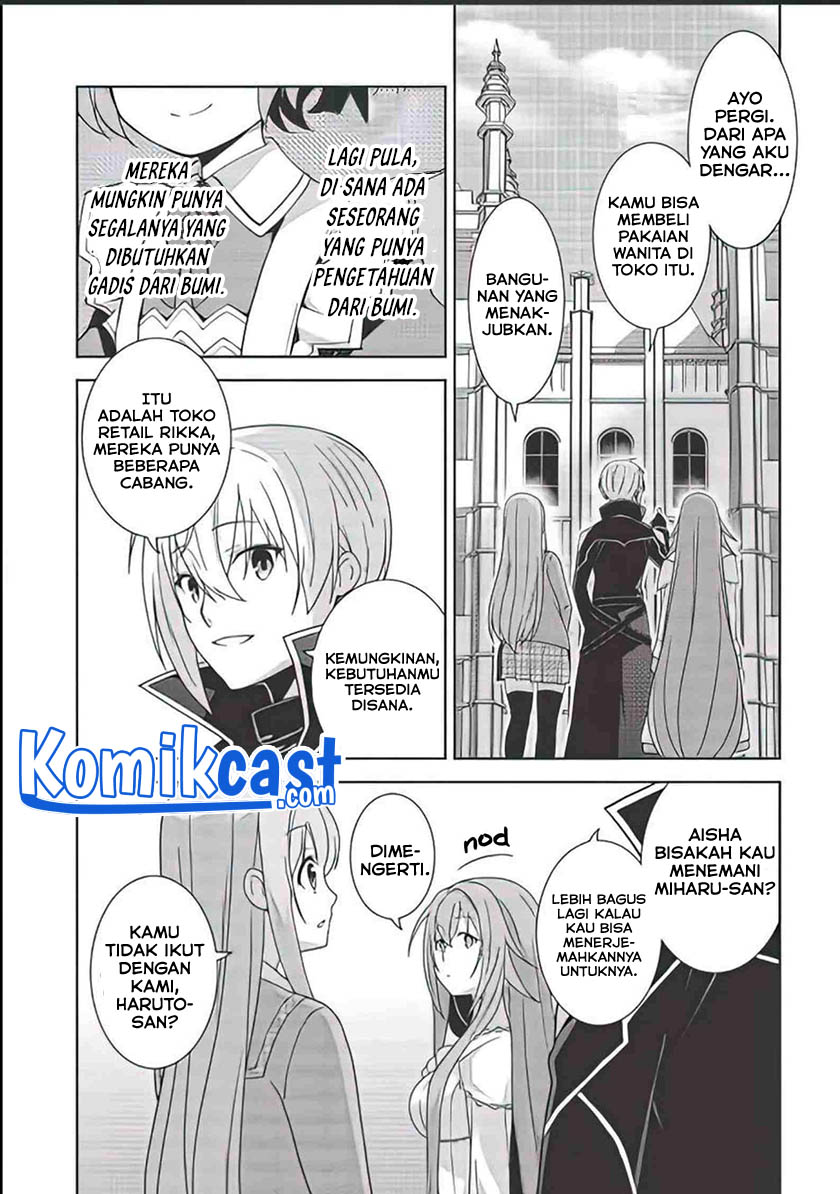 AYO
PERGI.
DARI APA
YANG AKU
DENGAR...
KAMU BISA
MEMBELI
PAKAIAN
WANITA DI
TOKO ITU.
BANGU-
NAN YANG
MENAK-
JUBKAN.
LAGI PULA,
DI SANA ADA
SESEORANG
YANG PUNYA
PENGETAHUAN
DARI BUMI.
MEREKA
MUNGKIN PUNYA
SEGALANYA YANG
DIBUTUHKAN
GADIS DARI BUMI.
ITU
ADALAH TOKO
RETAIL RIKKA,
MEREKA PUNYA
BEBERAPA
CABANG.
KEMUNGKINAN,
KEBUTUHANMU
TERSEDIA
DISANA.
Komikcast
.com
AISHA
BISAKAH KAU
MENEMANI
MIHARU-SAN?
LEBIH BAGUS
LAGI KALAU
KAU BISA
MENERJE-
MAHKANNYA
UNTUKNYA.
nod
DIME-
NGERTI.
KAMU
TIDAK IKUT
DENGAN
KAMI,
HARUTO-
SAN?